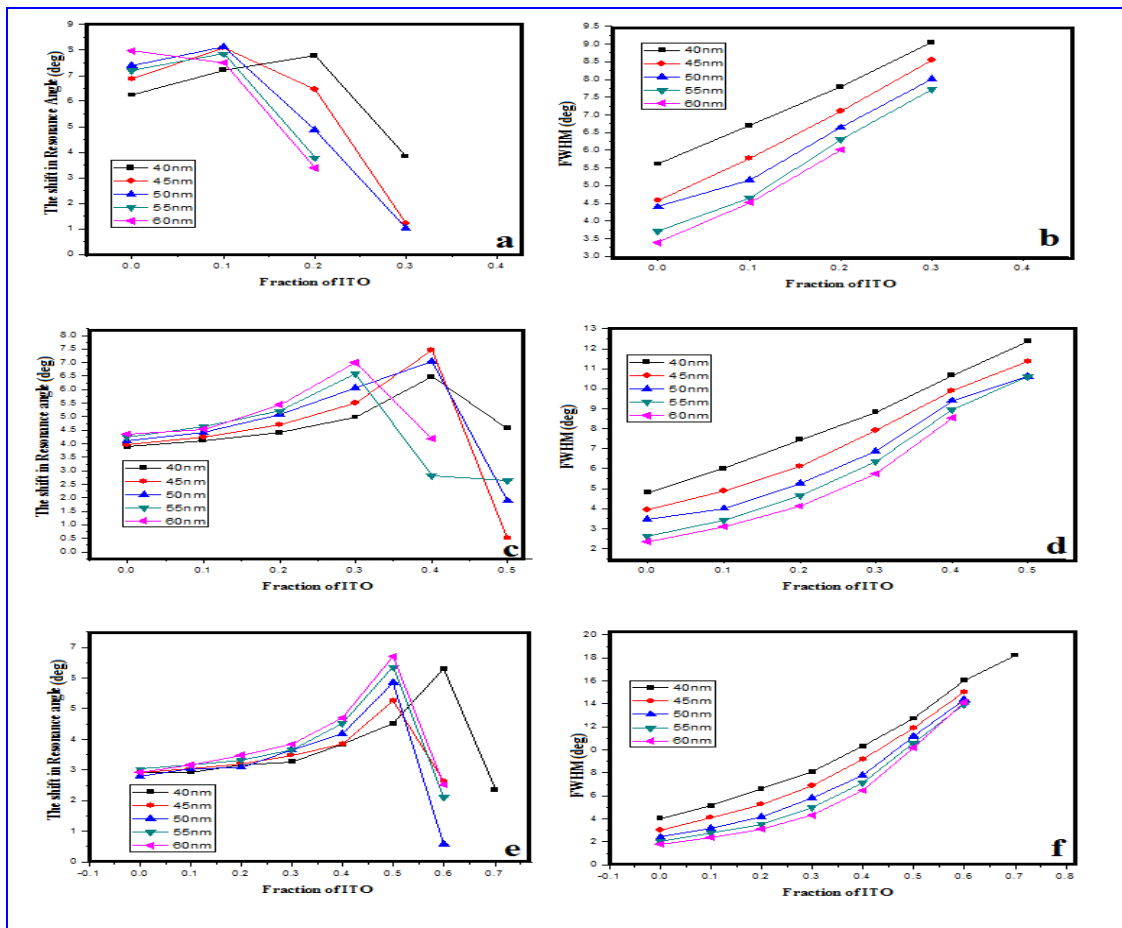 The shift in Resonance Angle (deg)
9
8
7
6
5
4
3
2
1
0
40nm
45nm
50nm
55nm
60nm
a
0.0 0.1 0.2 0.3 0.4
Fraction of ITO
FWHM (deg)
9.5
9.0
8.5
8.0
7.5
7.0
6.5
6.0
5.5
5.0
4.5
4.0
3.5
3.0
40nm
45nm
50nm
55nm
60nm
b
0.0 0.1 0.2 0.3 0.4
Fraction of ITO
The shift in Resonance angle (deg)
8.0
7.5
7.0
6.5
6.0
5.5
5.0
4.5
4.0
3.5
3.0
2.5
2.0
1.5
1.0
0.5
0.0
40nm
45nm
50nm
55nm
60nm
c
0.0 0.1 0.2 0.3 0.4 0.5
Fraction of ITO
FWHM (deg)
13
12
11
10
9
8
7
6
5
4
3
2
40nm
45nm
50nm
55nm
60nm
d
0.0 0.1 0.2 0.3 0.4 0.5
Fraction of ITO
The shift in Resonance angle (deg)
7
6
5
4
3
2
1
0
40nm
45nm
50nm
55nm
60nm
e
-0.1 0.0 0.1 0.2 0.3 0.4 0.5 0.6 0.7
Fraction of ITO
FWHM (deg)
20
18
16
14
12
0
8
6
4
2
0
40nm
45nm
50nm
55nm
60nm
f
-0.1 0.0 0.1 0.2 0.3 0.4 0.5 0.6 0.7 0.8
Fraction of ITO